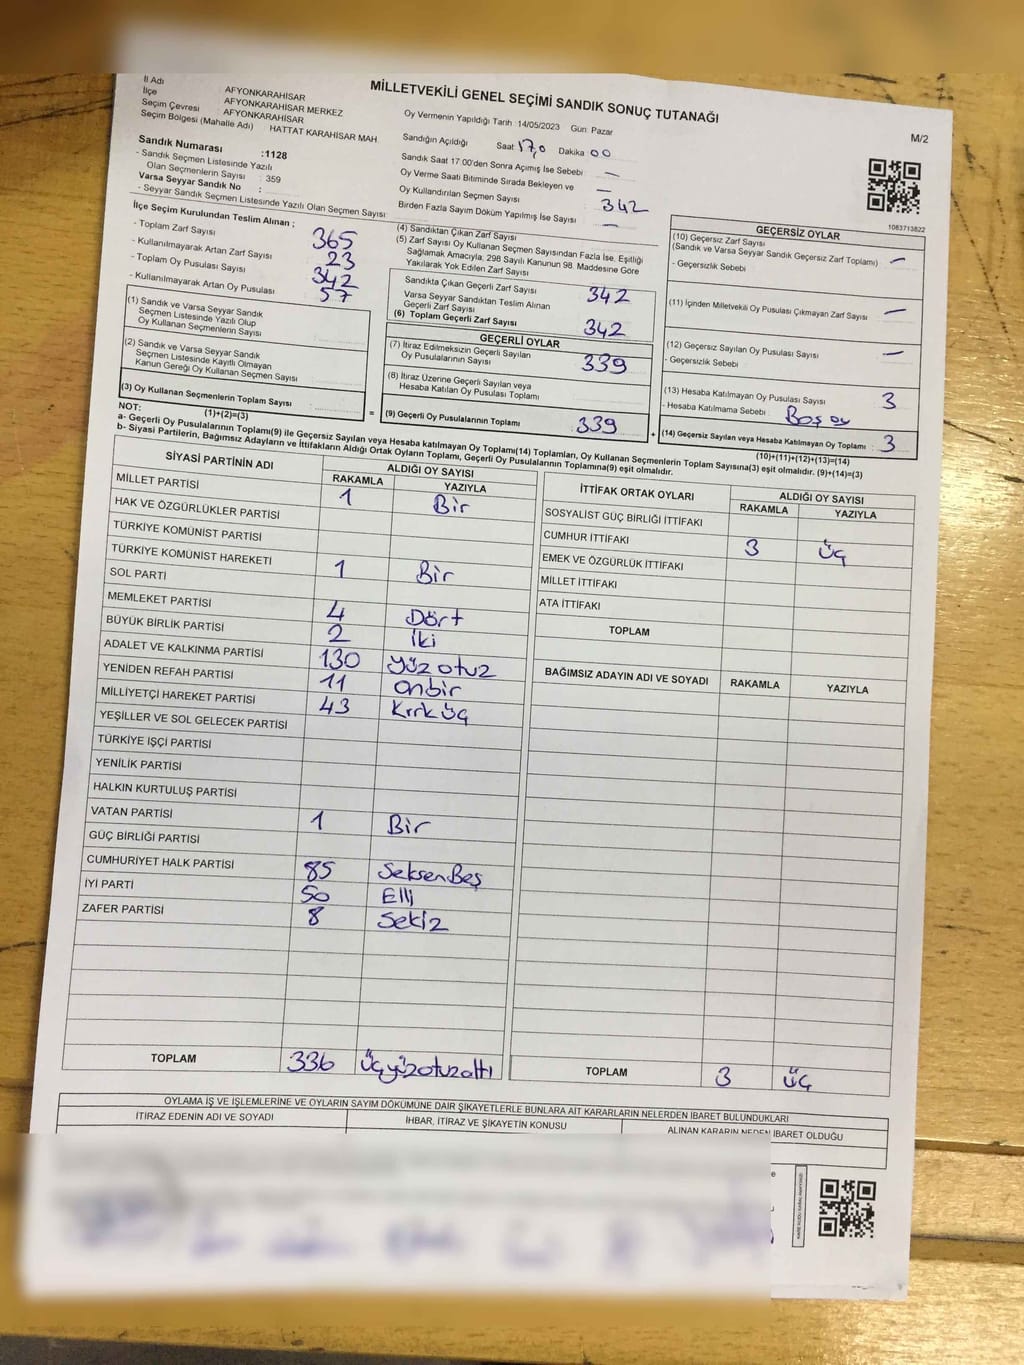 MİLLETVEKİLİ GENEL SEÇİMİ SANDIK SONUÇ TUTANAĞI
M/2
İl Adı AFYONKARAHİSAR
İlçe AFYONKARAHİSAR MERKEZ
Seçim Çevresi AFYONKARAHİSAR
Seçim Bölgesi (Mahalle Adı) HATTAT KARAHİSAR MAH.
Sandık Numarası :1128
- Sandık Seçmen Listesinde Yazılı
Olan Seçmenlerin Sayısı : 359
Varsa Seyyar Sandık No :
- Seyyar Sandık Seçmen Listesinde Yazılı Olan Seçmen Sayısı:
Oy Vermenin Yapıldığı Tarih :14/05/2023 Gün: Pazar
Sandığın Açıldığı Saat 17,0 Dakika 00
Sandık Saat 17:00'den Sonra Açımış İse Sebebi —
Oy Verme Saati Bitiminde Sırada Bekleyen ve —
Oy Kullandırılan Seçmen Sayısı 342
Birden Fazla Sayım Döküm Yapılmış İse Sayısı —
1083713822
İlçe Seçim Kurulundan Teslim Alınan ;
- Toplam Zarf Sayısı 365
- Kullanılmayarak Artan Zarf Sayısı 23
- Toplam Oy Pusulası Sayısı 342
- Kullanılmayarak Artan Oy Pusulası 57
(1) Sandık ve Varsa Seyyar Sandık
Seçmen Listesinde Yazılı Olup
Oy Kullanan Seçmenlerin Sayısı
(2) Sandık ve Varsa Seyyar Sandık
Seçmen Listesinde Kayıtlı Olmayan
Kanun Gereği Oy Kullanan Seçmen Sayısı
(3) Oy Kullanan Seçmenlerin Toplam Sayısı
(1)+(2)=(3)
(4) Sandıktan Çıkan Zarf Sayısı
(5) Zarf Sayısı Oy Kullanan Seçmen Sayısından Fazla İse, Eşitliği
Sağlamak Amacıyla, 298 Sayılı Kanunun 98. Maddesine Göre
Yakılarak Yok Edilen Zarf Sayısı
Sandıkta Çıkan Geçerli Zarf Sayısı 342
Varsa Seyyar Sandıktan Teslim Alınan
Geçerli Zarf Sayısı
(6) Toplam Geçerli Zarf Sayısı 342
GEÇERLİ OYLAR
(7) İtiraz Edilmeksizin Geçerli Sayılan
Oy Pusulalarının Sayısı 339
(8) İtiraz Üzerine Geçerli Sayılan veya
Hesaba Katılan Oy Pusulası Toplamı
= (9) Geçerli Oy Pusulalarının Toplamı 339 +
GEÇERSİZ OYLAR
(10) Geçersiz Zarf Sayısı
(Sandık ve Varsa Seyyar Sandık Geçersiz Zarf Toplamı) —
- Geçersizlik Sebebi
(11) İçinden Milletvekili Oy Pusulası Çıkmayan Zarf Sayısı —
(12) Geçersiz Sayılan Oy Pusulası Sayısı —
- Geçersizlik Sebebi
(13) Hesaba Katılmayan Oy Pusulası Sayısı 3
- Hesaba Katılmama Sebebi Boş oy
(14) Geçersiz Sayılan veya Hesaba Katılmayan Oy Toplamı : 3
(10)+(11)+(12)+(13)=(14)
NOT:
a- Geçerli Oy Pusulalarının Toplamı(9) ile Geçersiz Sayılan veya Hesaba katılmayan Oy Toplamı(14) Toplamları, Oy Kullanan Seçmenlerin Toplam Sayısına(3) eşit olmalıdır. (9)+(14)=(3)
b- Siyasi Partilerin, Bağımsız Adayların ve İttifakların Aldığı Ortak Oyların Toplamı, Geçerli Oy Pusulalarının Toplamına(9) eşit olmalıdır.
SİYASİ PARTİNİN ADI ALDIĞI OY SAYISI
RAKAMLA YAZIYLA
MİLLET PARTİSİ 1 Bir
HAK VE ÖZGÜRLÜKLER PARTİSİ
TÜRKİYE KOMÜNİST PARTİSİ
TÜRKİYE KOMÜNİST HAREKETİ 1 Bir
SOL PARTİ
MEMLEKET PARTİSİ 4 Dört
BÜYÜK BİRLİK PARTİSİ 2 İki
ADALET VE KALKINMA PARTİSİ 130 Yüz otuz
YENİDEN REFAH PARTİSİ 11 onbir
MİLLİYETÇİ HAREKET PARTİSİ 43 Kırk üç
YEŞİLLER VE SOL GELECEK PARTİSİ
TÜRKİYE İŞÇİ PARTİSİ
YENİLİK PARTİSİ
HALKIN KURTULUŞ PARTİSİ
VATAN PARTİSİ 1 Bir
GÜÇ BİRLİĞİ PARTİSİ
CUMHURİYET HALK PARTİSİ 85 SeksenBeş
İYİ PARTİ 50 Elli
ZAFER PARTİSİ 8 Sekiz
TOPLAM 336 Üçyüzotuzaltı
İTTİFAK ORTAK OYLARI ALDIĞI OY SAYISI
RAKAMLA YAZIYLA
SOSYALİST GÜÇ BİRLİĞİ İTTİFAKI
CUMHUR İTTİFAKI 3 Üç
EMEK VE ÖZGÜRLÜK İTTİFAKI
MİLLET İTTİFAKI
ATA İTTİFAKI
TOPLAM
BAĞIMSIZ ADAYIN ADI VE SOYADI RAKAMLA YAZIYLA
TOPLAM 3 Üç
OYLAMA İŞ VE İŞLEMLERİNE VE OYLARIN SAYIM DÖKÜMÜNE DAİR ŞİKAYETLERLE BUNLARA AİT KARARLARIN NELERDEN İBARET BULUNDUKLARI
İTİRAZ EDENİN ADI VE SOYADI İHBAR, İTİRAZ VE ŞİKAYETİN KONUSU ALINAN KARARIN NEDEN İBARET OLDUĞU